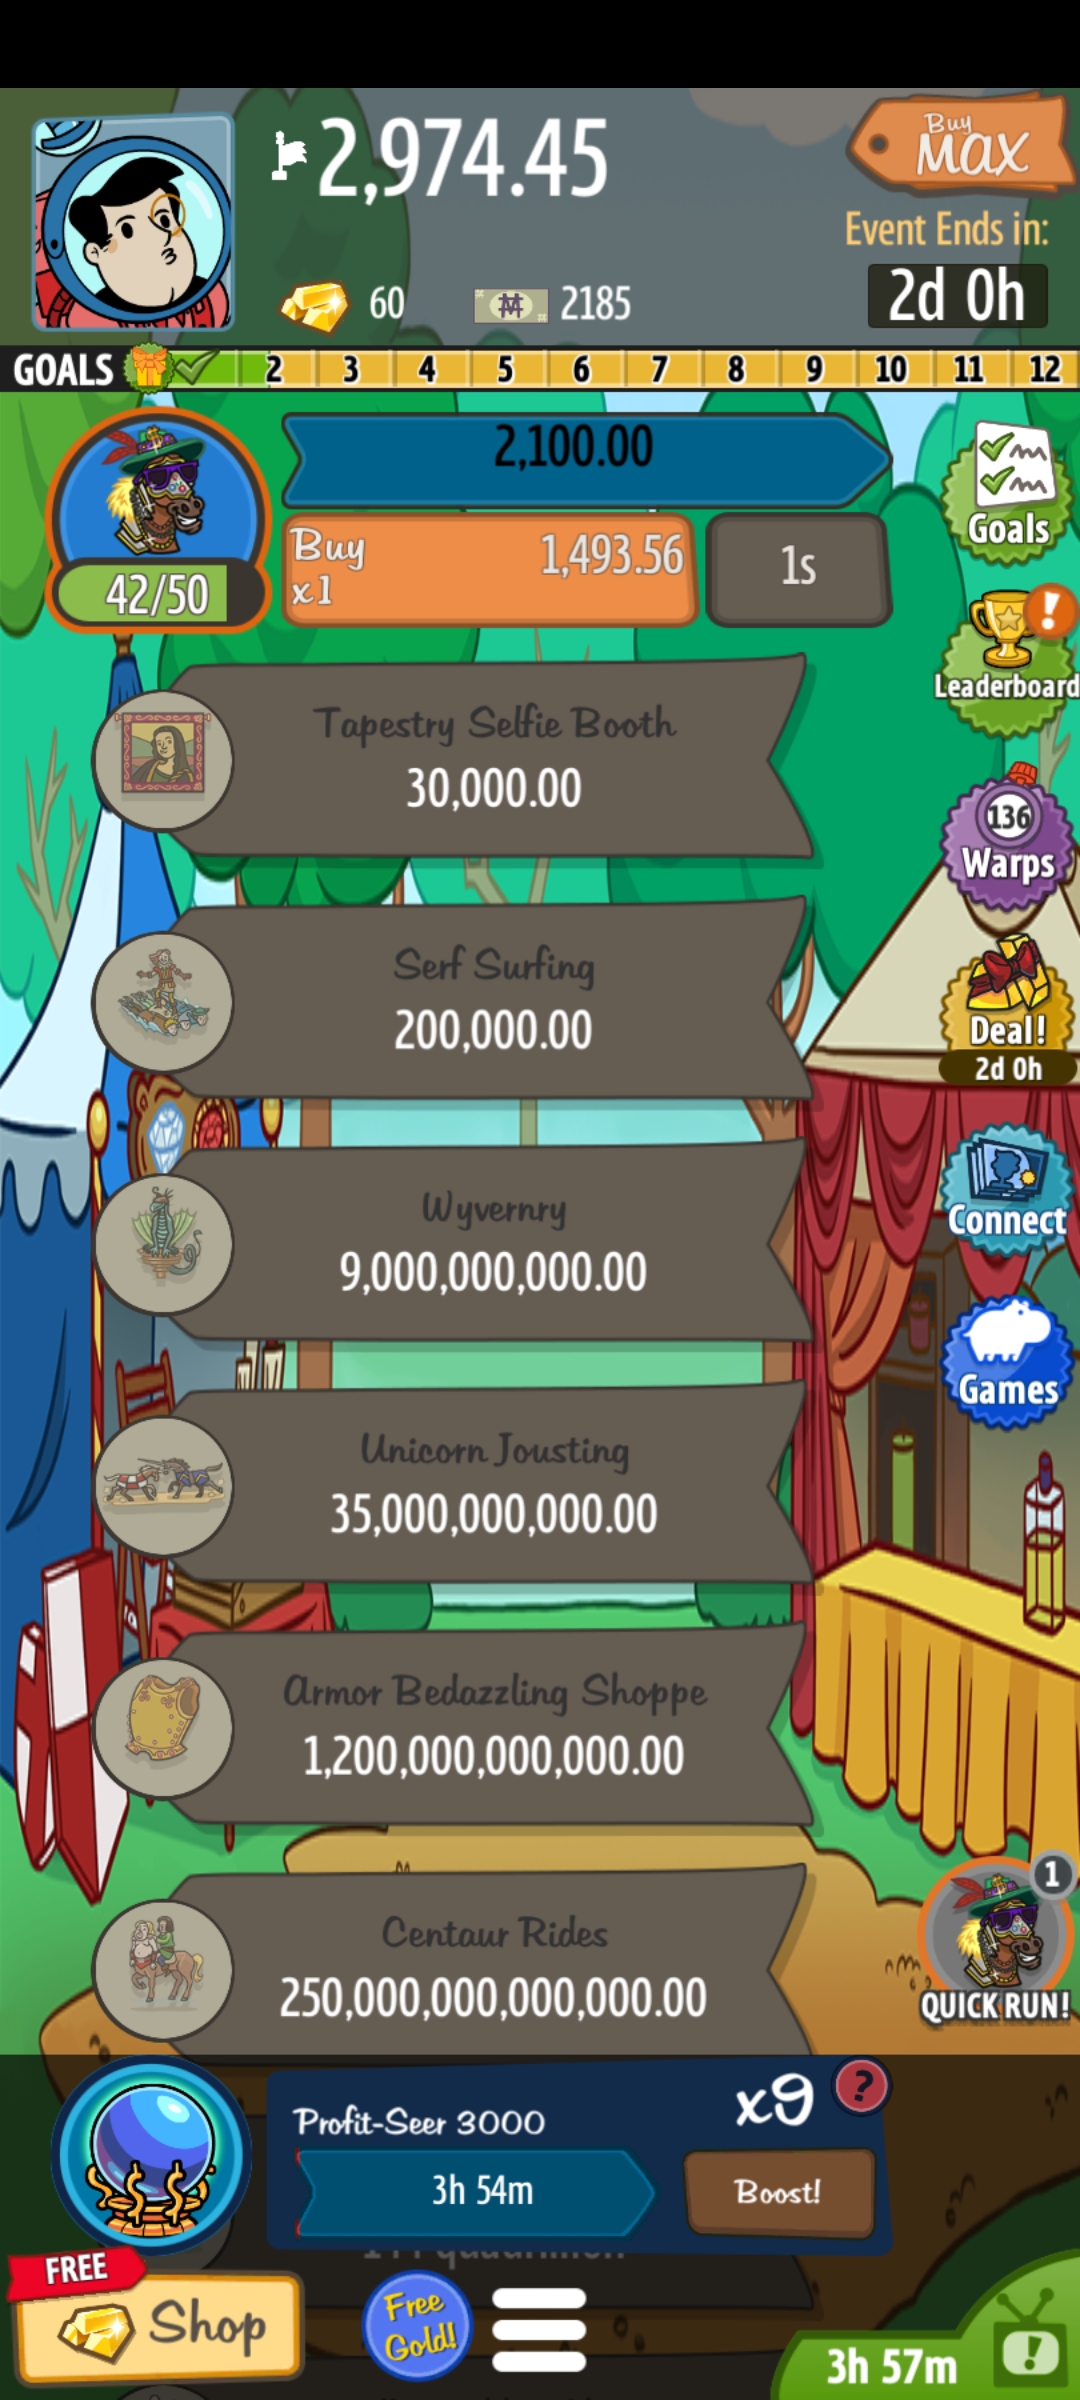 2,974.45
Buy
MAX
Event Ends in:
2d 0h
60
2185
GOALS 2 3 4 5 6 7 8 9 10 11 12
2,100.00
42/50
Buy
x1
1,493.56
1s
Goals
!
Leaderboard
Tapestry Selfie Booth
30,000.00
136
Warps
Serf Surfing
200,000.00
Deal!
2d 0h
Wyvernry
9,000,000,000.00
Connect
Unicorn Jousting
35,000,000,000.00
Games
Armor Bedazzling Shoppe
1,200,000,000,000.00
Centaur Rides
250,000,000,000,000.00
1
QUICK RUN!
Profit-Seer 3000
x9
?
3h 54m
Boost!
FREE
Shop
Free
Gold!
3h 57m
!